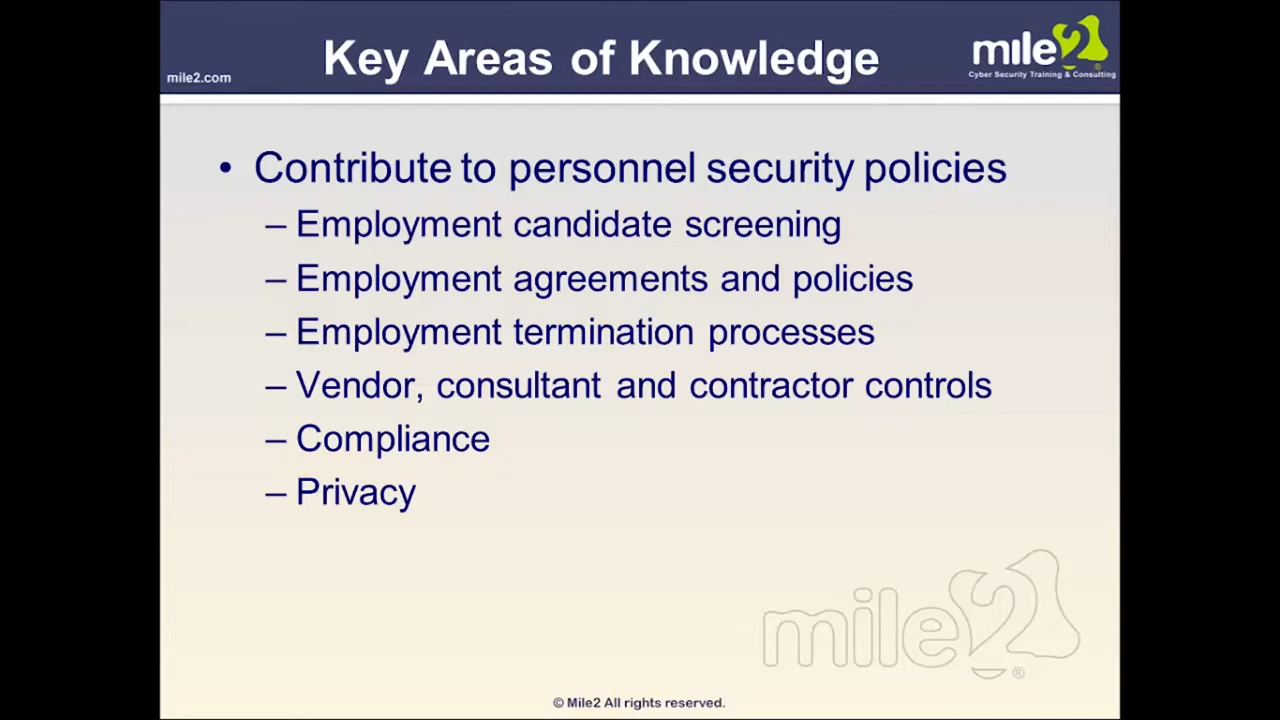 Key Areas of Knowledge
mile2.com
mile2
Cyber Security Training & Consulting
• Contribute to personnel security policies
– Employment candidate screening
– Employment agreements and policies
– Employment termination processes
– Vendor, consultant and contractor controls
– Compliance
– Privacy
mile2®
© Mile2 All rights reserved.